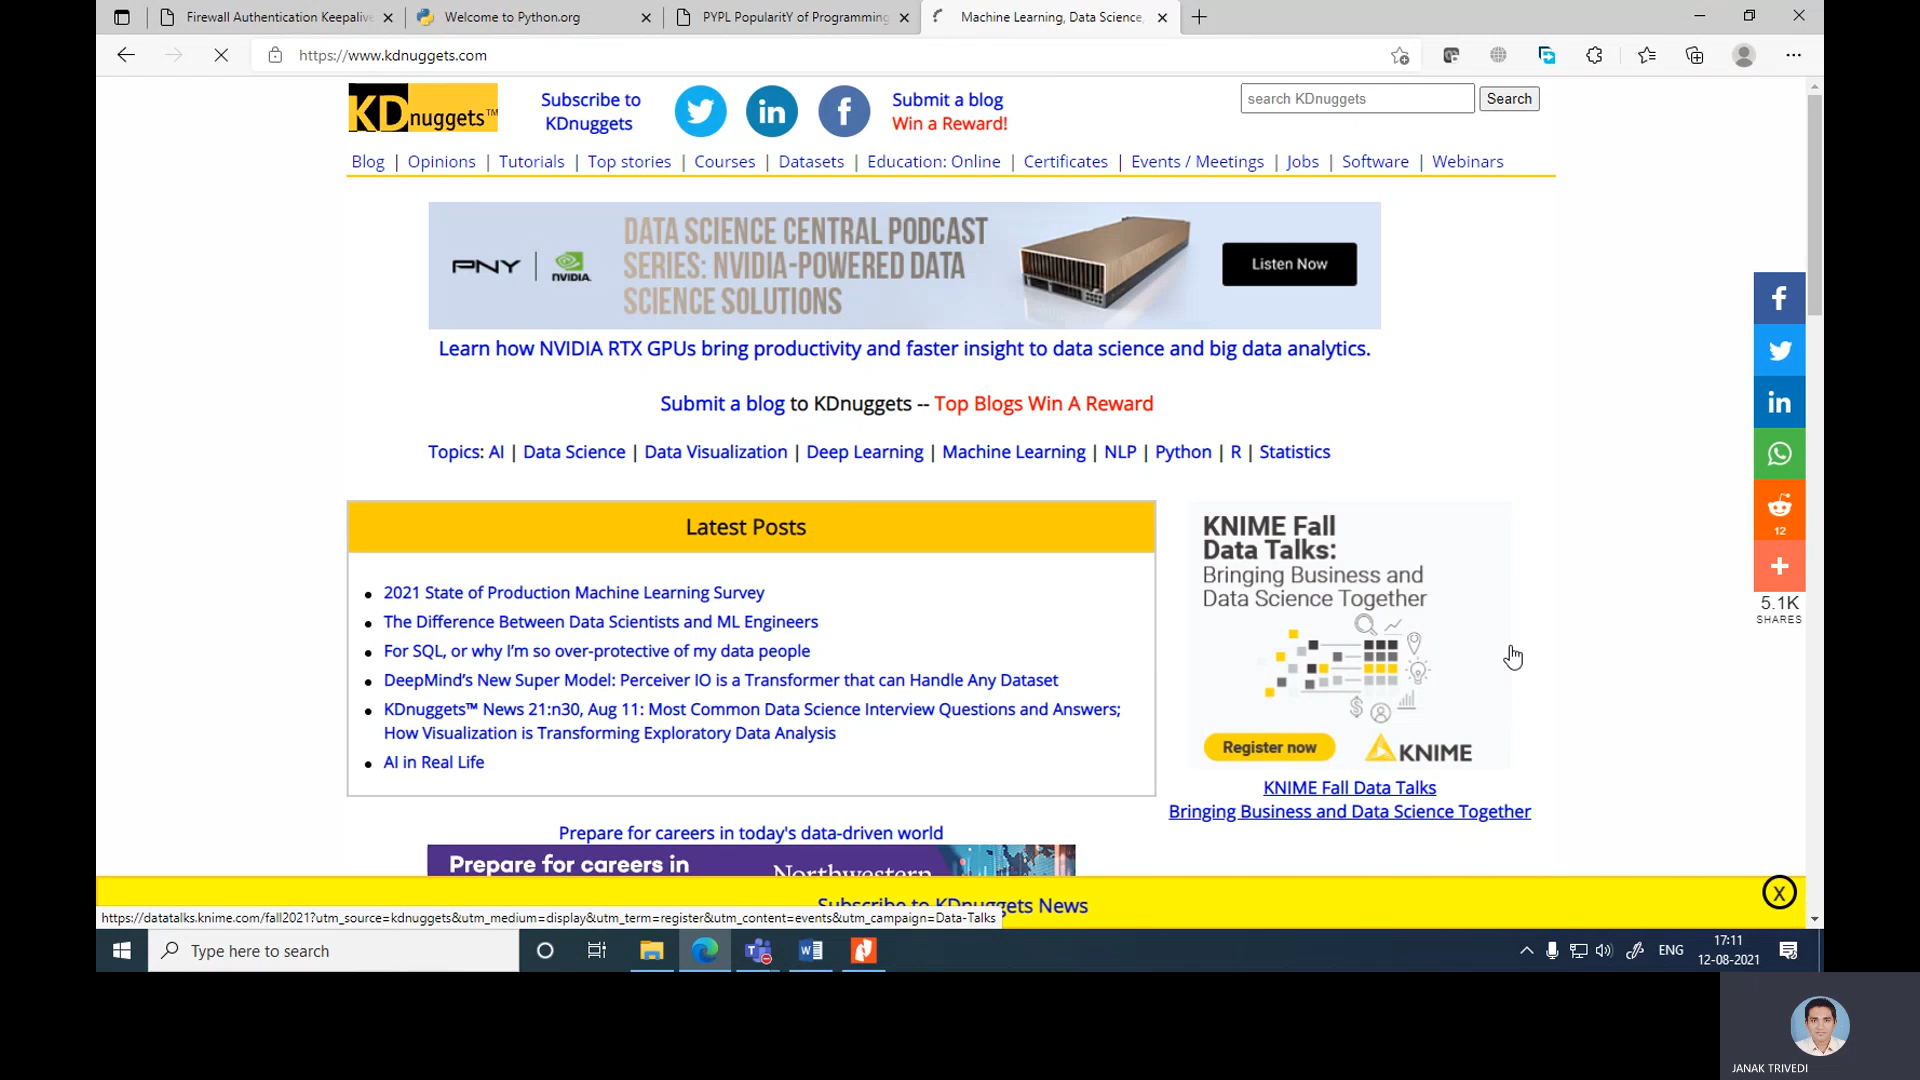 Firewall Authentication Keepalive
Welcome to Python.org
PYPL PopularitY of Programming
Machine Learning, Data Science,
https://www.kdnuggets.com
KDnuggets™
Subscribe to
KDnuggets
Submit a blog
Win a Reward!
search KDnuggets
Search
Blog | Opinions | Tutorials | Top stories | Courses | Datasets | Education: Online | Certificates | Events / Meetings | Jobs | Software | Webinars
PNY
NVIDIA.
DATA SCIENCE CENTRAL PODCAST
SERIES: NVIDIA-POWERED DATA
SCIENCE SOLUTIONS
Listen Now
Learn how NVIDIA RTX GPUs bring productivity and faster insight to data science and big data analytics.
Submit a blog to KDnuggets -- Top Blogs Win A Reward
Topics: AI | Data Science | Data Visualization | Deep Learning | Machine Learning | NLP | Python | R | Statistics
Latest Posts
2021 State of Production Machine Learning Survey
The Difference Between Data Scientists and ML Engineers
For SQL, or why I'm so over-protective of my data people
DeepMind's New Super Model: Perceiver IO is a Transformer that can Handle Any Dataset
KDnuggets™ News 21:n30, Aug 11: Most Common Data Science Interview Questions and Answers;
How Visualization is Transforming Exploratory Data Analysis
AI in Real Life
KNIME Fall
Data Talks:
Bringing Business and
Data Science Together
Register now
KNIME
KNIME Fall Data Talks
Bringing Business and Data Science Together
12
5.1K
SHARES
Prepare for careers in today's data-driven world
Prepare for careers in
Northwestern
Subscribe to KDnuggets News
X
https://datatalks.knime.com/fall2021?utm_source=kdnuggets&utm_medium=display&utm_term=register&utm_content=events&utm_campaign=Data-Talks
Type here to search
ENG
17:11
12-08-2021
JANAK TRIVEDI